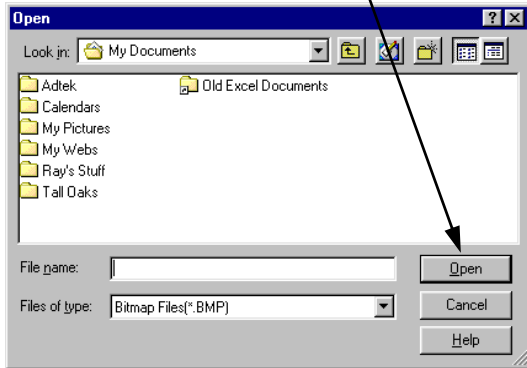 Open
Look in: My Documents
Adtek Old Excel Documents
Calendars
My Pictures
My Webs
Ray's Stuff
Tall Oaks
File name: Open
Files of type: Bitmap Files(*.BMP) Cancel
Help